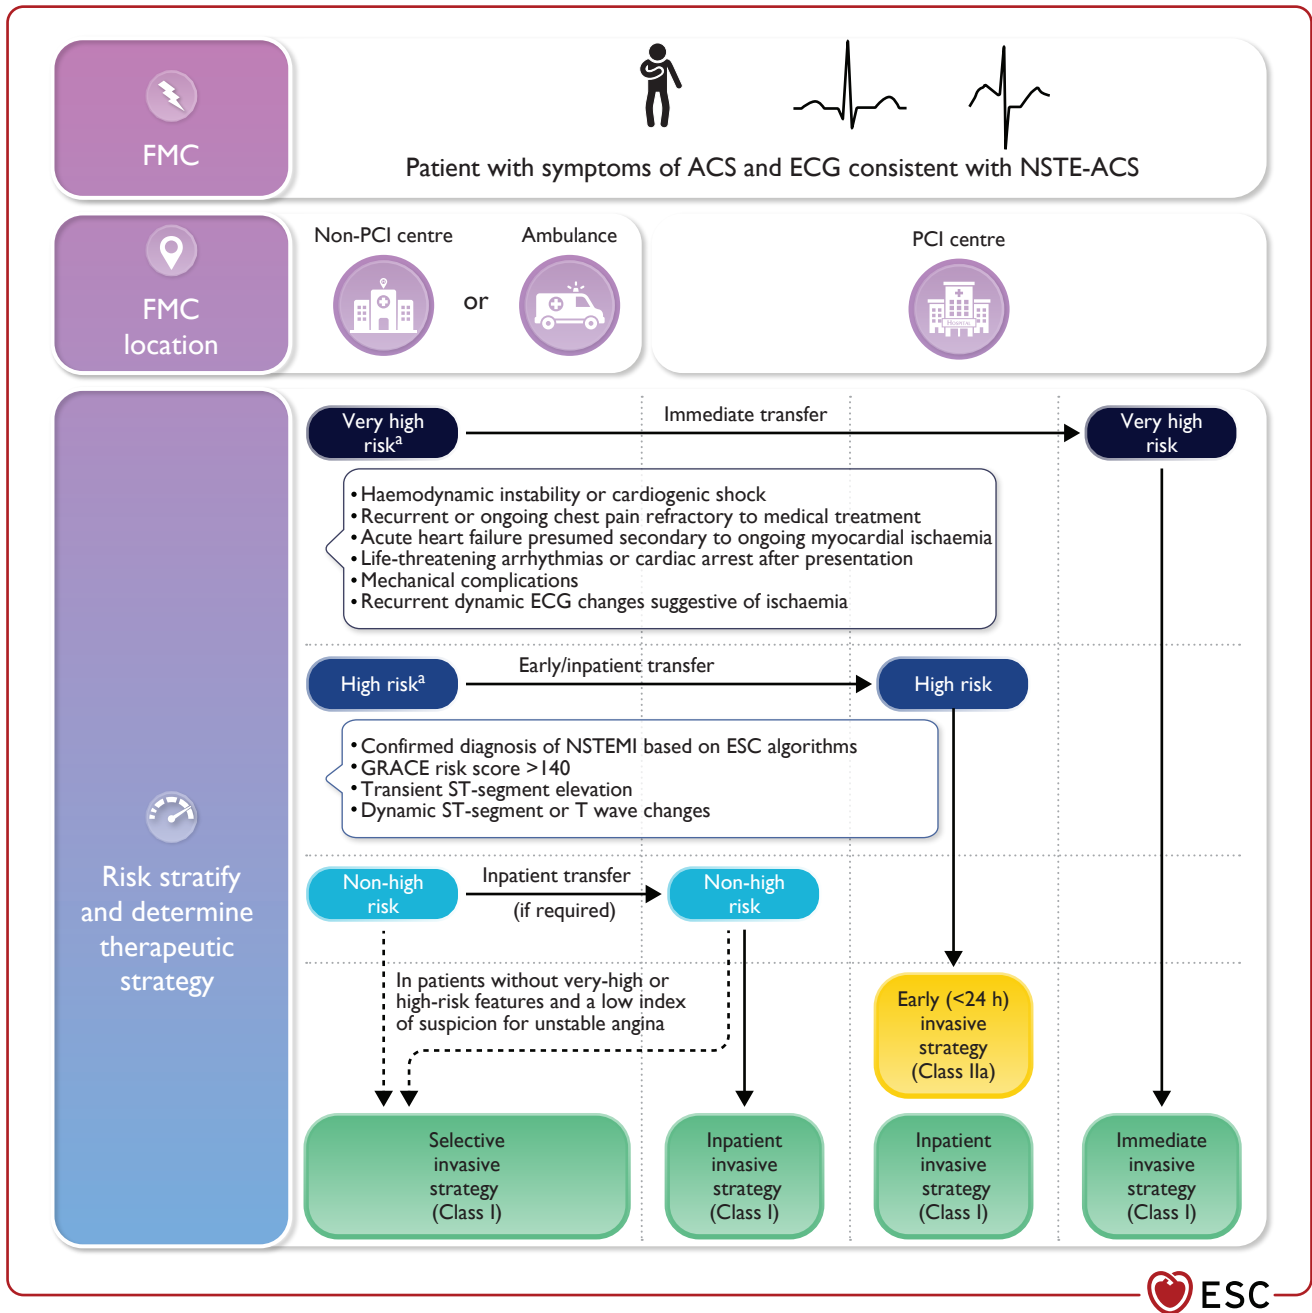 FMC
Patient with symptoms of ACS and ECG consistent with NSTE-ACS
FMC
location
Non-PCI centre
or
Ambulance
PCI centre
HOSPITAL
Risk stratify
and determine
therapeutic
strategy
Very high
riskᵃ
Immediate transfer
Very high
risk
• Haemodynamic instability or cardiogenic shock
• Recurrent or ongoing chest pain refractory to medical treatment
• Acute heart failure presumed secondary to ongoing myocardial ischaemia
• Life-threatening arrhythmias or cardiac arrest after presentation
• Mechanical complications
• Recurrent dynamic ECG changes suggestive of ischaemia
High riskᵃ
Early/inpatient transfer
High risk
• Confirmed diagnosis of NSTEMI based on ESC algorithms
• GRACE risk score >140
• Transient ST-segment elevation
• Dynamic ST-segment or T wave changes
Non-high
risk
Inpatient transfer
(if required)
Non-high
risk
In patients without very-high or
high-risk features and a low index
of suspicion for unstable angina
Early (<24 h)
invasive
strategy
(Class IIa)
Selective
invasive
strategy
(Class I)
Inpatient
invasive
strategy
(Class I)
Inpatient
invasive
strategy
(Class I)
Immediate
invasive
strategy
(Class I)
ESC